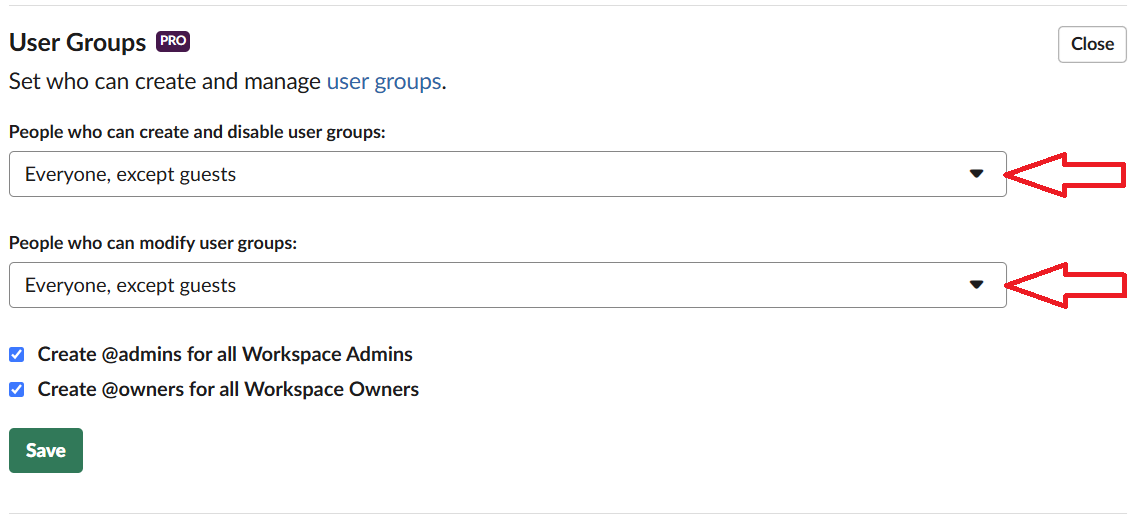 User Groups PRO
Close
Set who can create and manage user groups.
People who can create and disable user groups:
Everyone, except guests
People who can modify user groups:
Everyone, except guests
Create @admins for all Workspace Admins
Create @owners for all Workspace Owners
Save